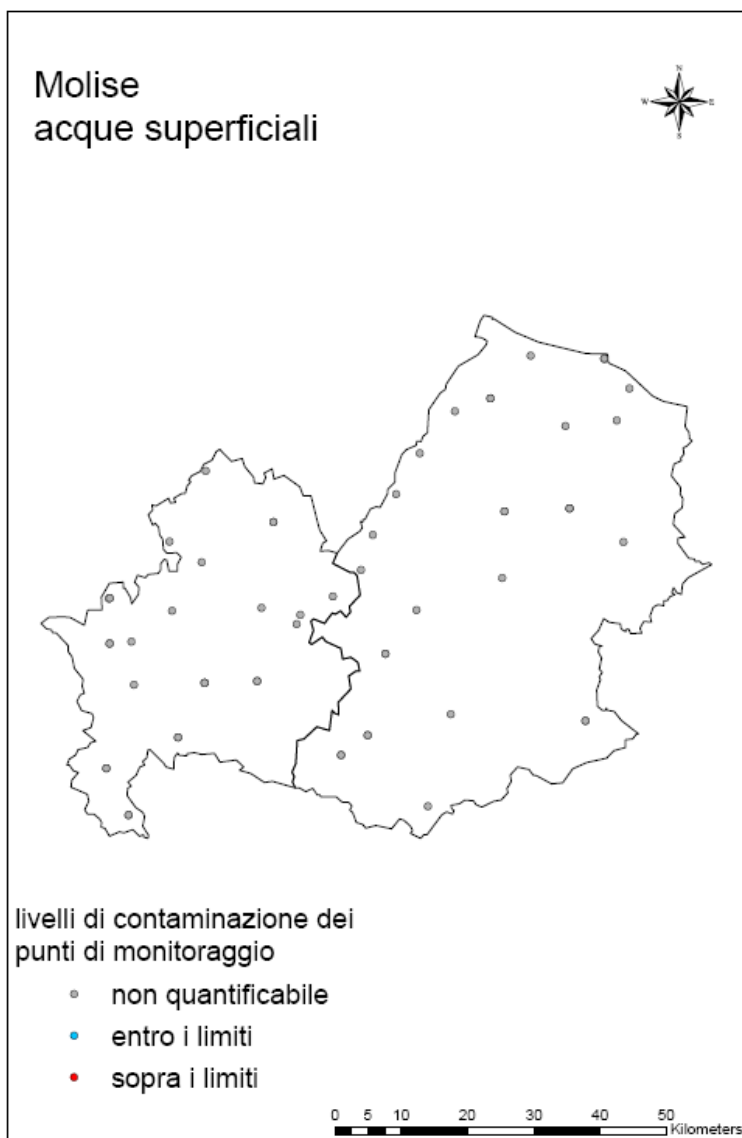 Molise
acque superficiali
N
W E
S
livelli di contaminazione dei
punti di monitoraggio
non quantificabile
entro i limiti
sopra i limiti
0 5 10 20 30 40 50
Kilometers